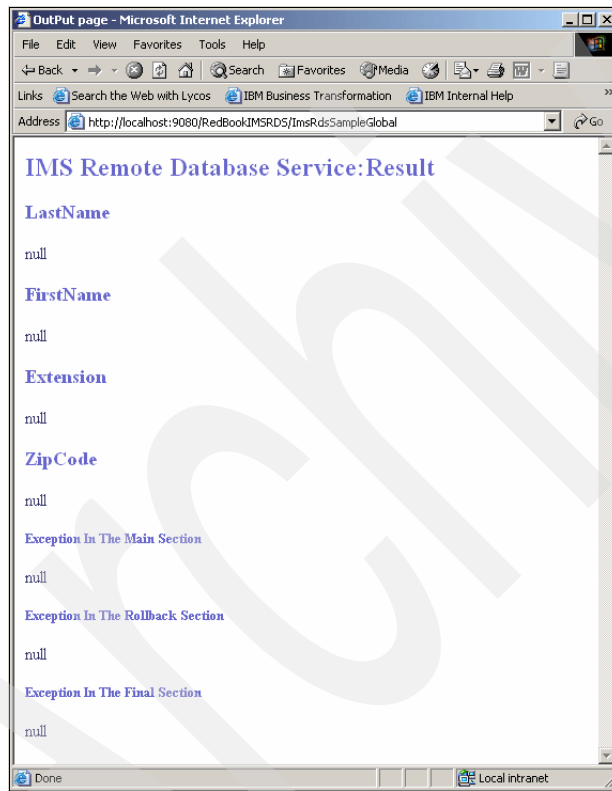 OutPut page - Microsoft Internet Explorer
File Edit View Favorites Tools Help
Back Search Favorites Media
Links Search the Web with Lycos IBM Business Transformation IBM Internal Help »
Address http://localhost:9080/RedBookIMSRDS/ImsRdsSampleGlobal Go
IMS Remote Database Service:Result
LastName
null
FirstName
null
Extension
null
ZipCode
null
Exception In The Main Section
null
Exception In The Rollback Section
null
Exception In The Final Section
null
Done Local intranet